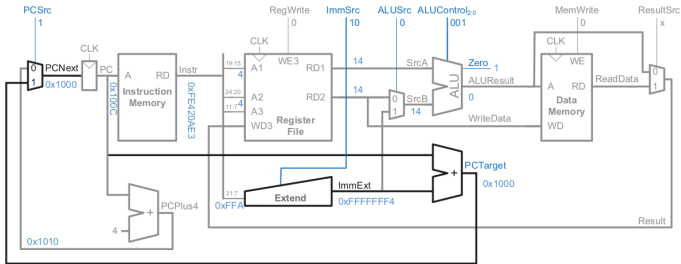 PCSrc
1
RegWrite
0
ImmSrc
10
ALUSrc
0
ALUControl2:0
001
MemWrite
0
ResultSrc
x
CLK
CLK
CLK
0
1
PCNext
0x1000
PC
0x100C
A RD
Instruction
Memory
Instr
0xFE420AE3
19:15
4
24:20
4
11:7
A1
A2
A3
WD3
WE3
RD1
RD2
Register
File
14
14
SrcA
0
1
SrcB
14
ALU
Zero
1
ALUResult
0
WriteData
WE
A RD
Data
Memory
WD
ReadData
0
1
31:7
0xFFA
Extend
ImmExt
0xFFFFFFF4
+
PCTarget
0x1000
+
4
PCPlus4
0x1010
Result